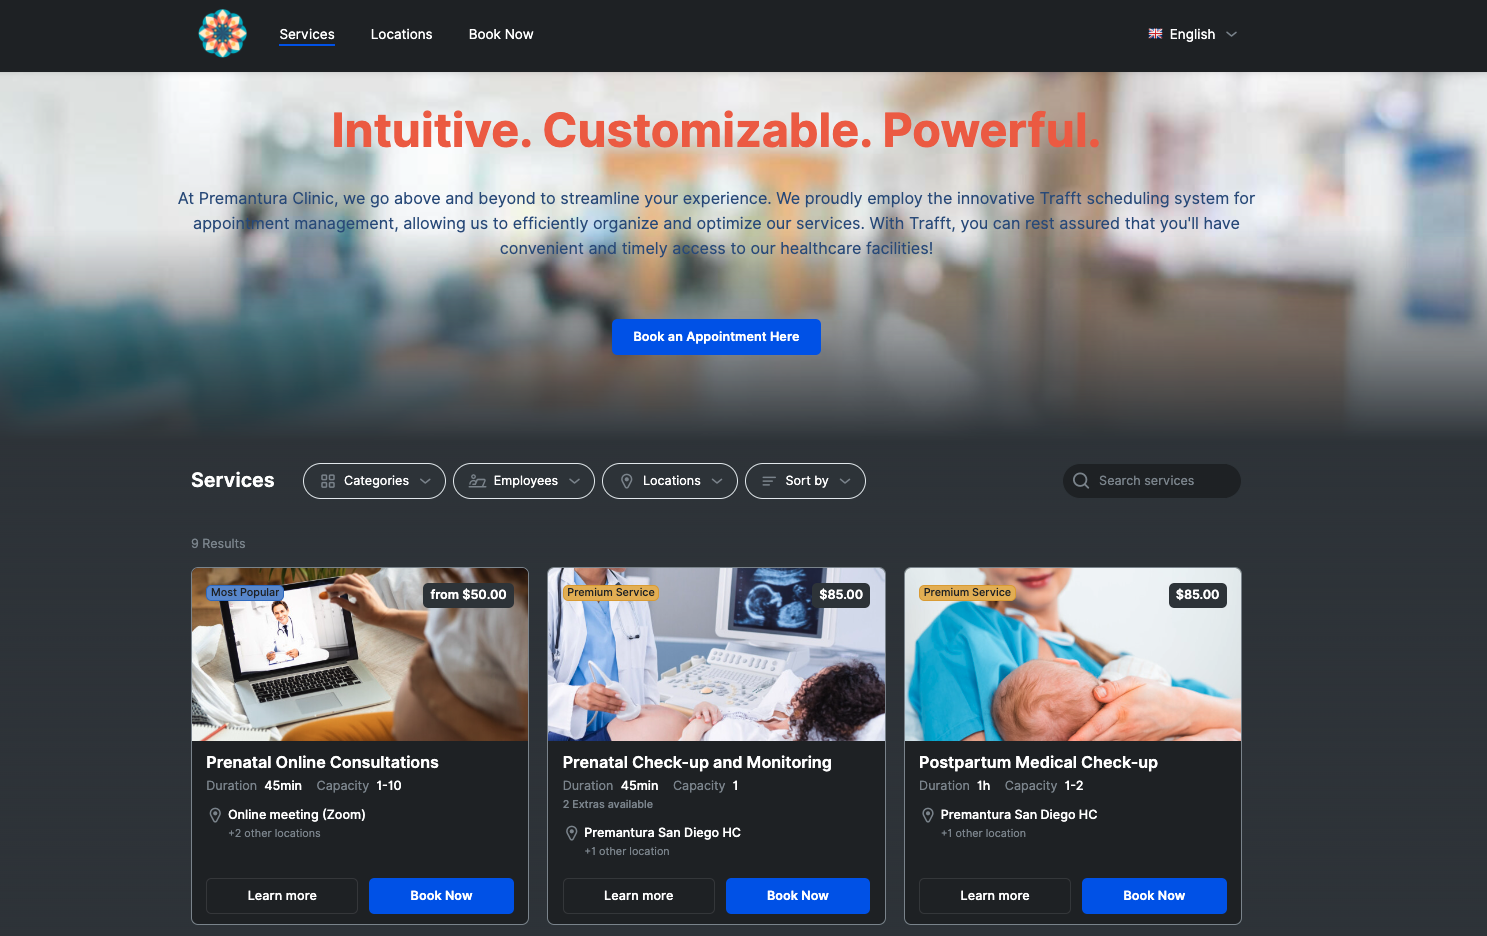 Services
Locations
Book Now
English
Intuitive. Customizable. Powerful.
At Premantura Clinic, we go above and beyond to streamline your experience. We proudly employ the innovative Trafft scheduling system for
appointment management, allowing us to efficiently organize and optimize our services. With Trafft, you can rest assured that you'll have
convenient and timely access to our healthcare facilities!
Book an Appointment Here
Services
Categories
Employees
Locations
Sort by
Search services
9 Results
Most Popular
from $50.00
Prenatal Online Consultations
Duration 45min Capacity 1-10
Online meeting (Zoom)
+2 other locations
Learn more
Book Now
Premium Service
$85.00
Prenatal Check-up and Monitoring
Duration 45min Capacity 1
2 Extras available
Premantura San Diego HC
+1 other location
Learn more
Book Now
Premium Service
$85.00
Postpartum Medical Check-up
Duration 1h Capacity 1-2
Premantura San Diego HC
+1 other location
Learn more
Book Now